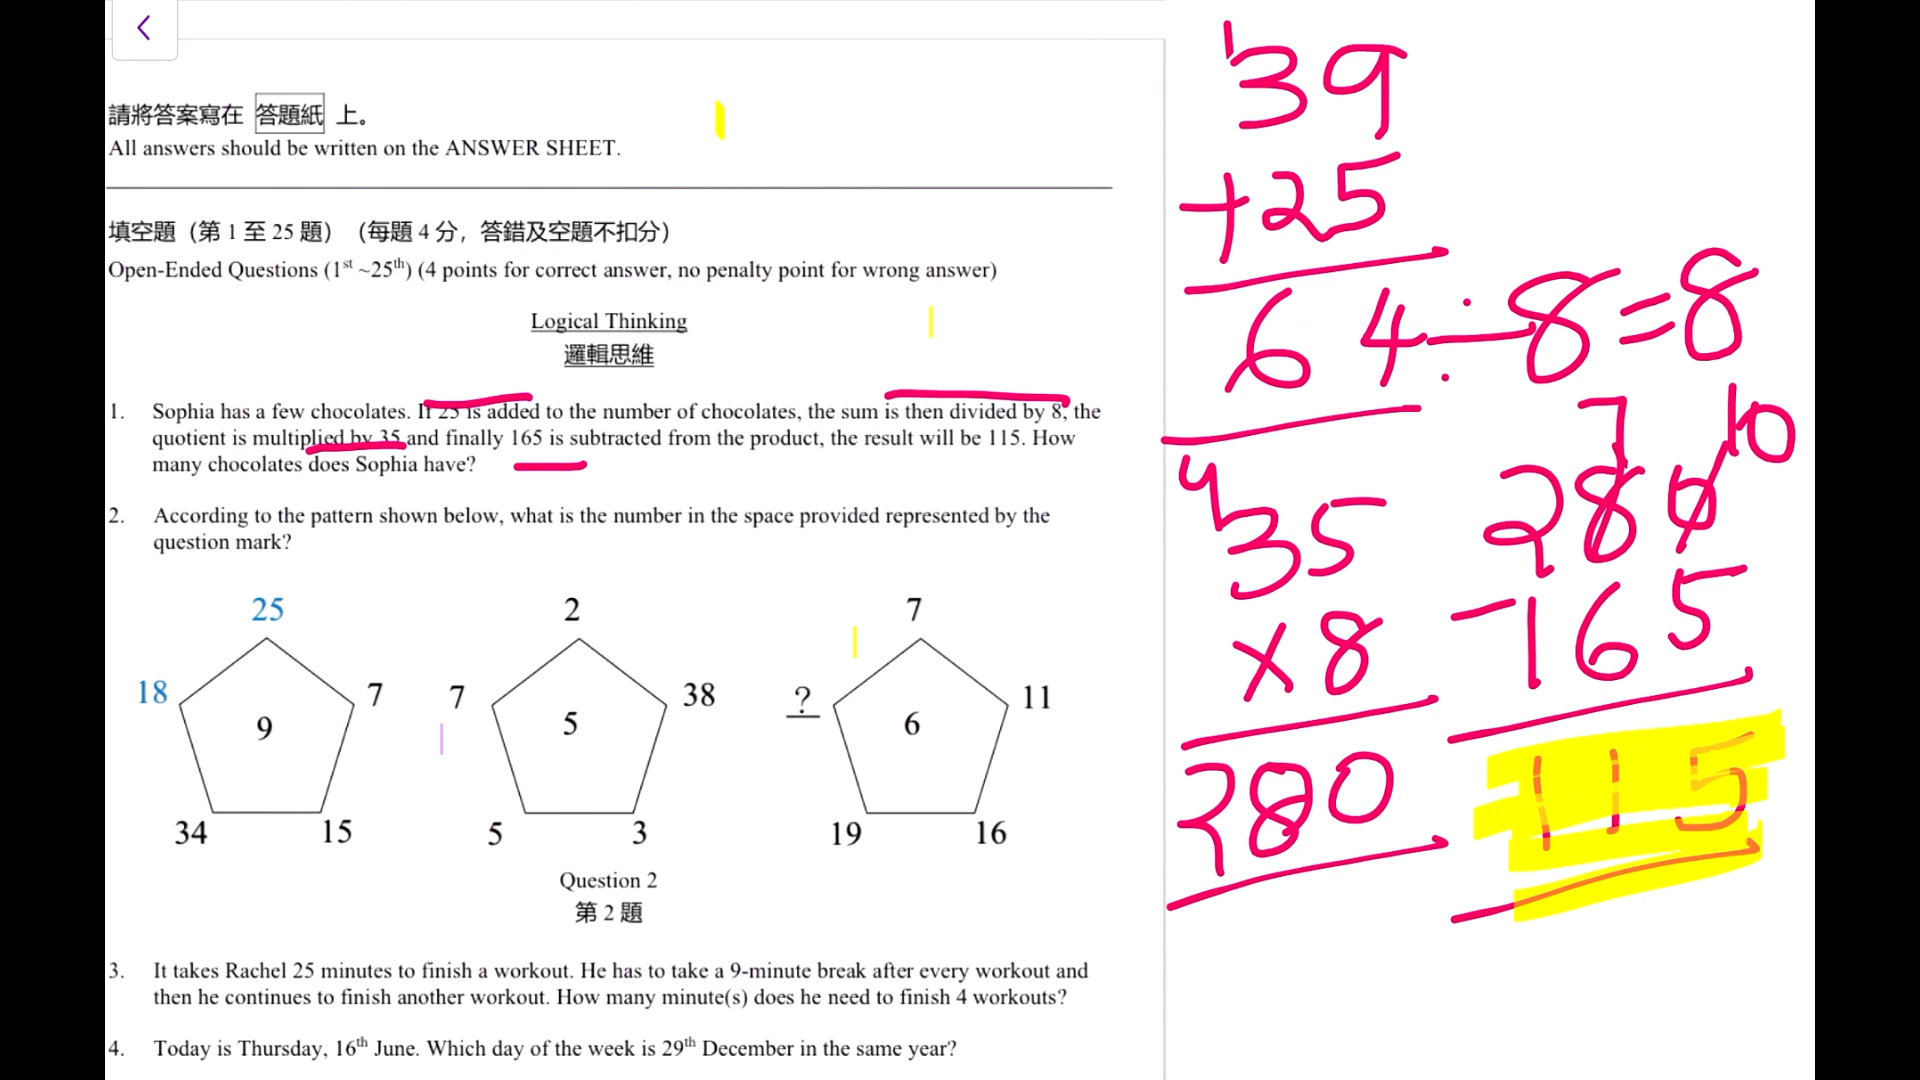 請將答案寫在 答題紙 上。
All answers should be written on the ANSWER SHEET.
填空題（第 1 至 25 題）（每題 4 分，答錯及空題不扣分）
Open-Ended Questions (1st ~25th) (4 points for correct answer, no penalty point for wrong answer)
Logical Thinking
邏輯思維
1. Sophia has a few chocolates. If 25 is added to the number of chocolates, the sum is then divided by 8, the
quotient is multiplied by 35 and finally 165 is subtracted from the product, the result will be 115. How
many chocolates does Sophia have?
2. According to the pattern shown below, what is the number in the space provided represented by the
question mark?
25
18 7
9
34 15
2
7 38
5
5 3
7
? 11
6
19 16
Question 2
第 2 題
3. It takes Rachel 25 minutes to finish a workout. He has to take a 9-minute break after every workout and
then he continues to finish another workout. How many minute(s) does he need to finish 4 workouts?
4. Today is Thursday, 16th June. Which day of the week is 29th December in the same year?
1
39
+25
64÷8=8
4
35
×8
280
7 10
280
-165
115